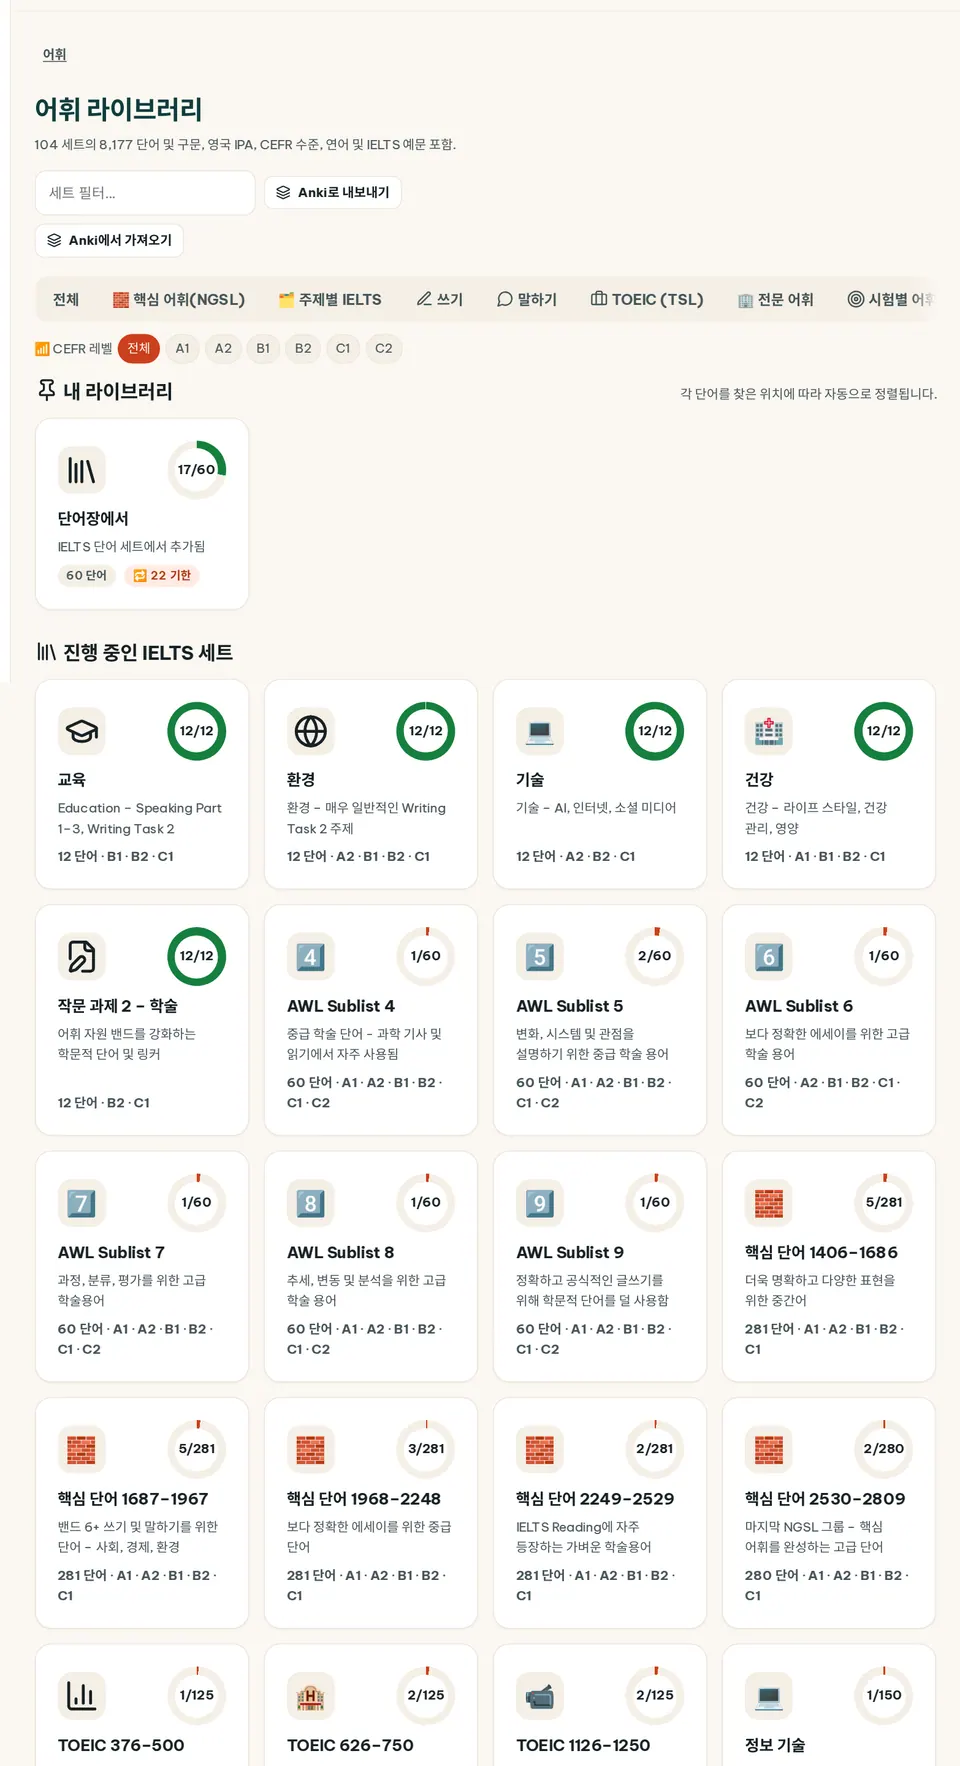 어휘
어휘 라이브러리
104 세트의 8,177 단어 및 구문, 영국 IPA, CEFR 수준, 연어 및 IELTS 예문 포함.
세트 필터...
Anki로 내보내기
Anki에서 가져오기
전체
핵심 어휘(NGSL)
주제별 IELTS
쓰기
말하기
TOEIC (TSL)
전문 어휘
시험별 어휘
CEFR 레벨
전체
A1
A2
B1
B2
C1
C2
내 라이브러리
각 단어를 찾은 위치에 따라 자동으로 정렬됩니다.
17/60
단어장에서
IELTS 단어 세트에서 추가됨
60 단어
22 기한
진행 중인 IELTS 세트
12/12
교육
Education – Speaking Part
1–3, Writing Task 2
12 단어 · B1 · B2 · C1
12/12
환경
환경 – 매우 일반적인 Writing
Task 2 주제
12 단어 · A2 · B1 · B2 · C1
12/12
기술
기술 – AI, 인터넷, 소셜 미디어
12 단어 · A2 · B2 · C1
12/12
건강
건강 – 라이프 스타일, 건강
관리, 영양
12 단어 · A1 · B1 · B2 · C1
12/12
작문 과제 2 – 학술
어휘 자원 밴드를 강화하는
학문적 단어 및 링커
12 단어 · B2 · C1
4
1/60
AWL Sublist 4
중급 학술 단어 – 과학 기사 및
읽기에서 자주 사용됨
60 단어 · A1 · A2 · B1 · B2 ·
C1 · C2
5
2/60
AWL Sublist 5
변화, 시스템 및 관점을
설명하기 위한 중급 학술 용어
60 단어 · A1 · A2 · B1 · B2 ·
C1 · C2
6
1/60
AWL Sublist 6
보다 정확한 에세이를 위한 고급
학술 용어
60 단어 · A2 · B1 · B2 · C1 ·
C2
7
1/60
AWL Sublist 7
과정, 분류, 평가를 위한 고급
학술용어
60 단어 · A1 · A2 · B1 · B2 ·
C1 · C2
8
1/60
AWL Sublist 8
추세, 변동 및 분석을 위한 고급
학술 용어
60 단어 · A1 · A2 · B1 · B2 ·
C1 · C2
9
1/60
AWL Sublist 9
정확하고 공식적인 글쓰기를
위해 학문적 단어를 덜 사용함
60 단어 · A1 · A2 · B1 · B2 ·
C1 · C2
5/281
핵심 단어 1406–1686
더욱 명확하고 다양한 표현을
위한 중간어
281 단어 · A1 · A2 · B1 · B2 ·
C1
5/281
핵심 단어 1687–1967
밴드 6+ 쓰기 및 말하기를 위한
단어 – 사회, 경제, 환경
281 단어 · A1 · A2 · B1 · B2 ·
C1
3/281
핵심 단어 1968–2248
보다 정확한 에세이를 위한 중급
단어
281 단어 · A1 · A2 · B1 · B2 ·
C1
2/281
핵심 단어 2249–2529
IELTS Reading에 자주
등장하는 가벼운 학술용어
281 단어 · A1 · A2 · B1 · B2 ·
C1
2/280
핵심 단어 2530–2809
마지막 NGSL 그룹 – 핵심
어휘를 완성하는 고급 단어
280 단어 · A1 · A2 · B1 · B2 ·
C1
1/125
TOEIC 376–500
2/125
TOEIC 626–750
2/125
TOEIC 1126–1250
1/150
정보 기술